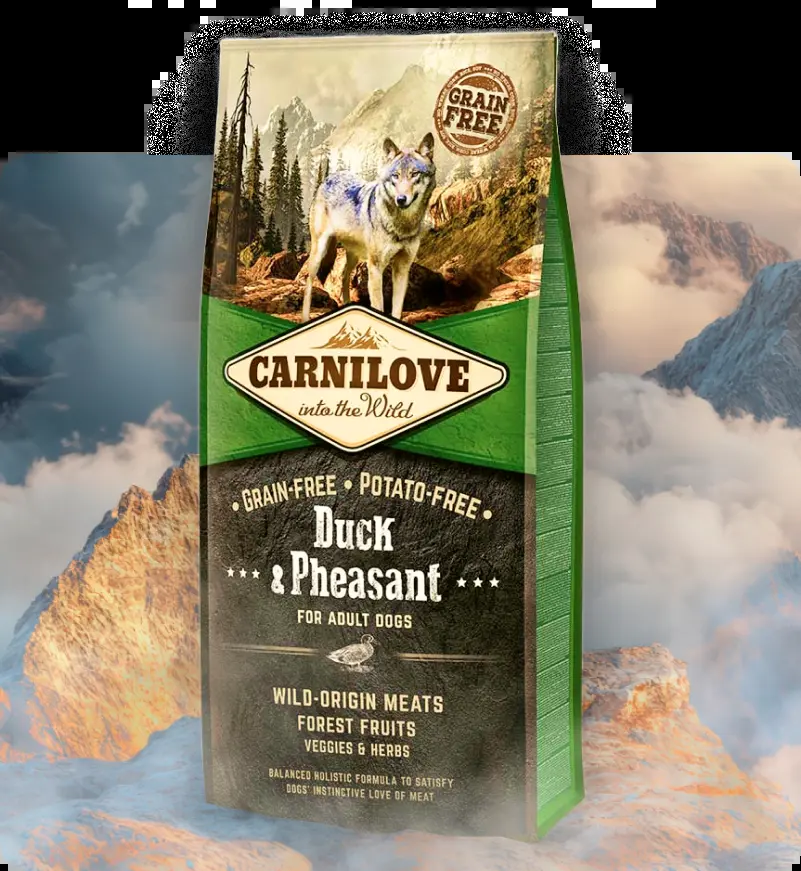 GRAIN
FREE
CARNILOVE
into the Wild
• GRAIN-FREE • POTATO-FREE •
Duck
& Pheasant
FOR ADULT DOGS
WILD-ORIGIN MEATS
FOREST FRUITS
VEGGIES & HERBS
BALANCED HOLISTIC FORMULA TO SATISFY
DOGS' INSTINCTIVE LOVE OF MEAT